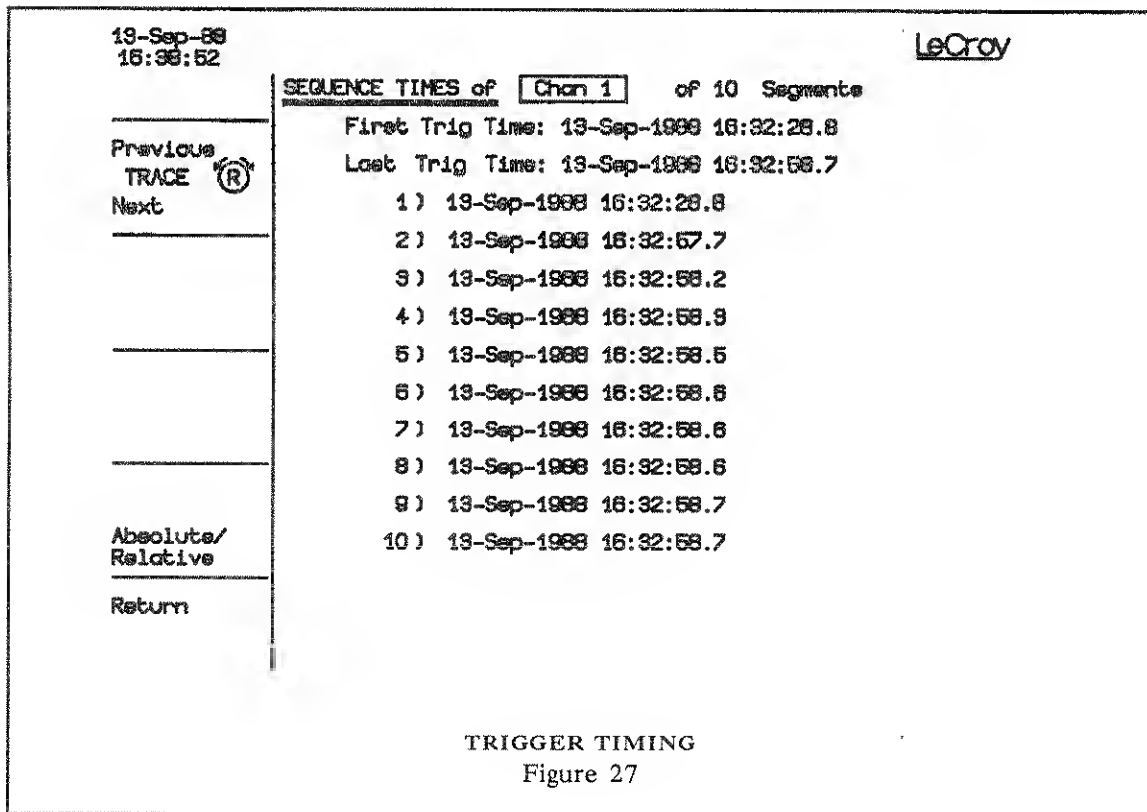 13-Sep-88
16:38:52
LeCroy
SEQUENCE TIMES of Chan 1 of 10 Segments
First Trig Time: 13-Sep-1988 16:32:28.8
Last Trig Time: 13-Sep-1988 16:32:58.7
Previous
TRACE (R)
Next
1) 13-Sep-1988 16:32:28.8
2) 13-Sep-1988 16:32:57.7
3) 13-Sep-1988 16:32:58.2
4) 13-Sep-1988 16:32:58.3
5) 13-Sep-1988 16:32:58.5
6) 13-Sep-1988 16:32:58.6
7) 13-Sep-1988 16:32:58.6
8) 13-Sep-1988 16:32:58.6
9) 13-Sep-1988 16:32:58.7
10) 13-Sep-1988 16:32:58.7
Absolute/
Relative
Return
TRIGGER TIMING
Figure 27